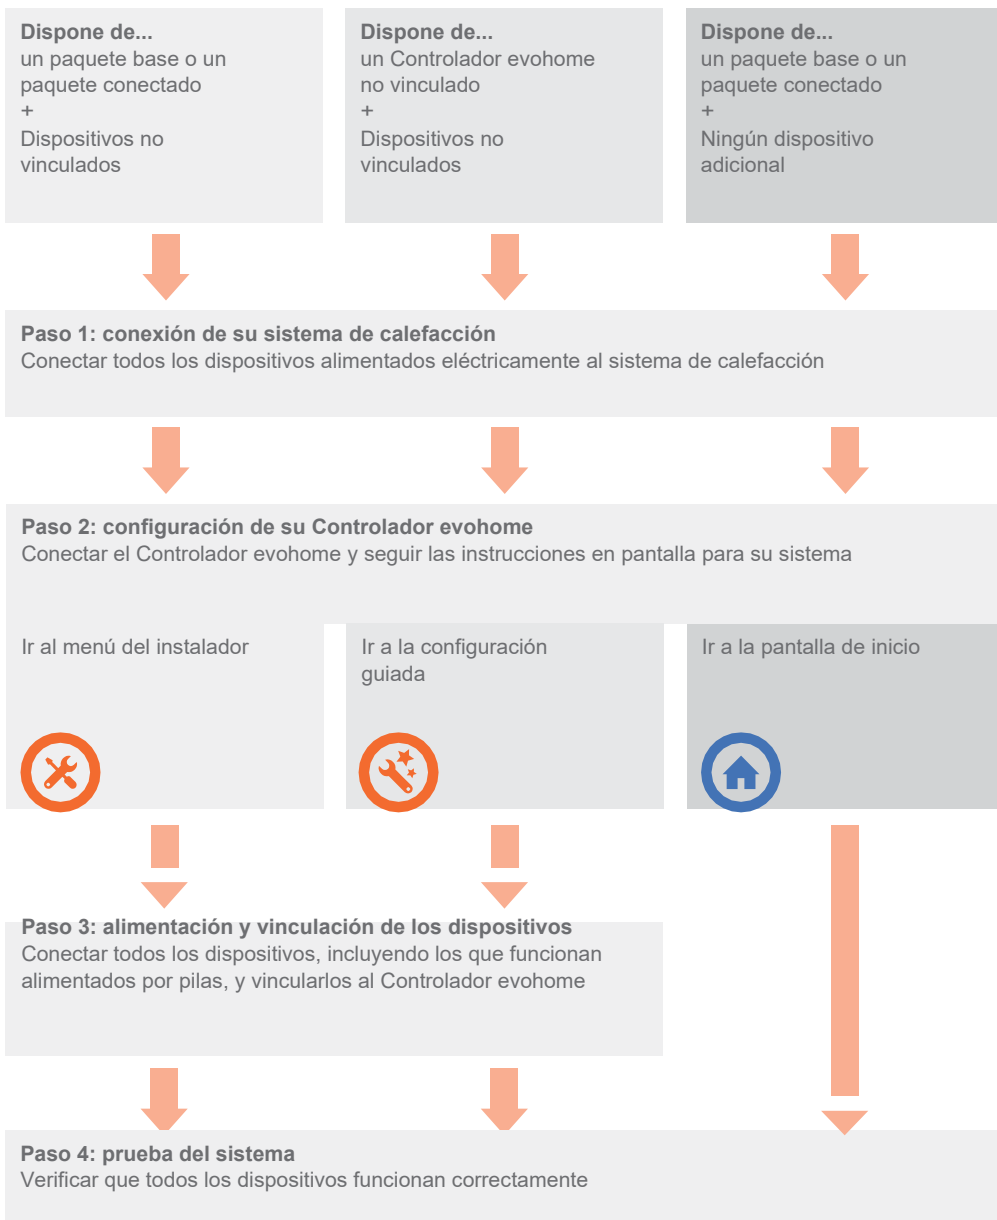 Dispone de...
un paquete base o un
paquete conectado
+
Dispositivos no
vinculados
Dispone de...
un Controlador evohome
no vinculado
+
Dispositivos no
vinculados
Dispone de...
un paquete base o un
paquete conectado
+
Ningún dispositivo
adicional
Paso 1: conexión de su sistema de calefacción
Conectar todos los dispositivos alimentados eléctricamente al sistema de calefacción
Paso 2: configuración de su Controlador evohome
Conectar el Controlador evohome y seguir las instrucciones en pantalla para su sistema
Ir al menú del instalador
Ir a la configuración
guiada
Ir a la pantalla de inicio
Paso 3: alimentación y vinculación de los dispositivos
Conectar todos los dispositivos, incluyendo los que funcionan
alimentados por pilas, y vincularlos al Controlador evohome
Paso 4: prueba del sistema
Verificar que todos los dispositivos funcionan correctamente